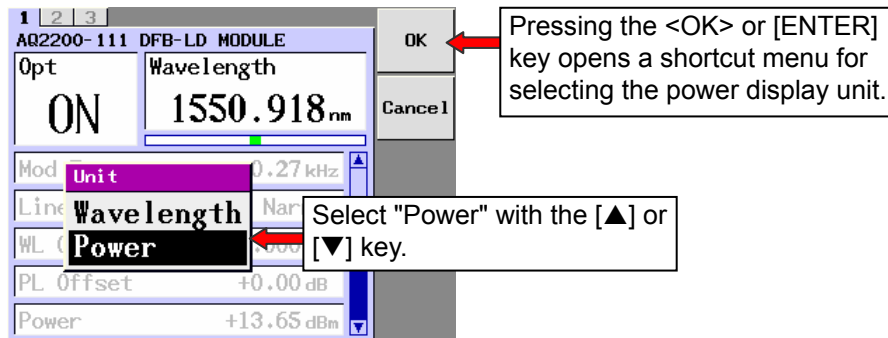 1 2 3
AQ2200-111 DFB-LD MODULE
Opt
ON
Wavelength
1550.918nm
OK
Cancel
Pressing the <OK> or [ENTER]
key opens a shortcut menu for
selecting the power display unit.
Mod 0.27kHz
Unit
Wavelength
Power
Line Nar
WL
Select "Power" with the [▲] or
[▼] key.
PL Offset +0.00dB
Power +13.65dBm